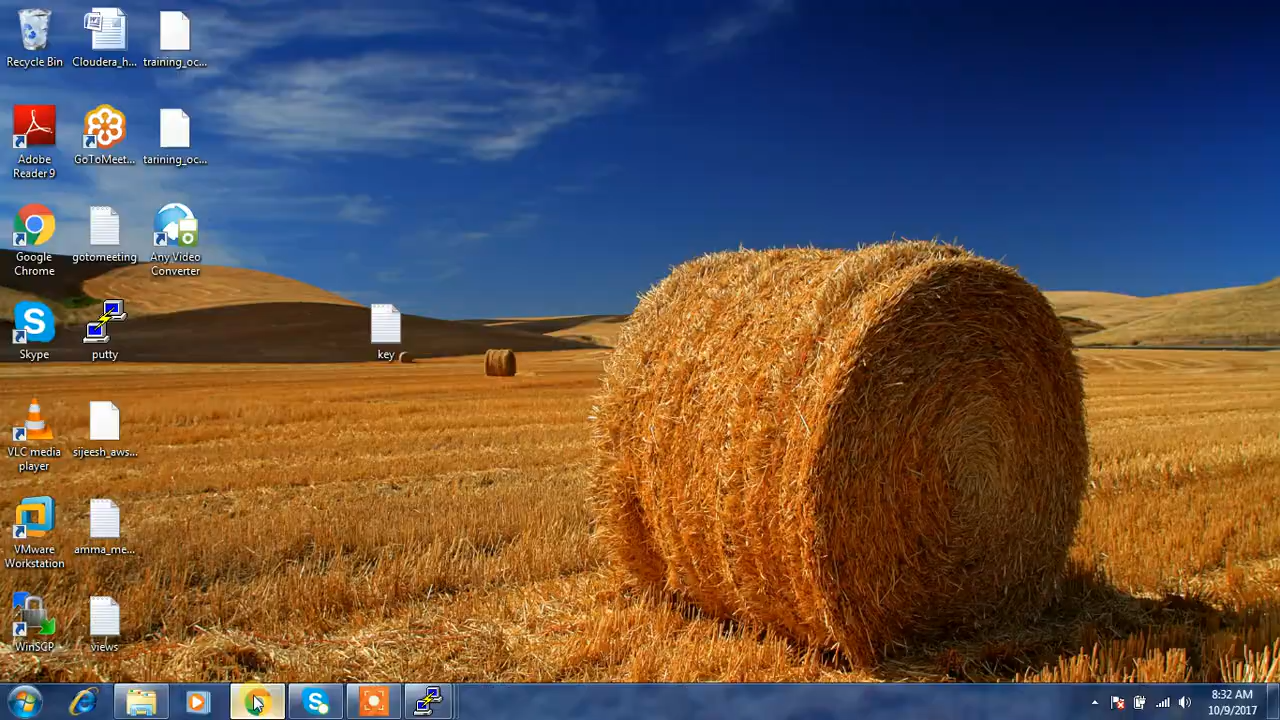 Recycle Bin
Cloudera_h...
training_oc...
Adobe
Reader 9
GoToMeet...
tarining_oc...
Google
Chrome
gotomeeting
Any Video
Converter
Skype
putty
key
VLC media
player
sijeesh_aws...
VMware
Workstation
amma_me...
WinSCP
views
8:32 AM
10/9/2017